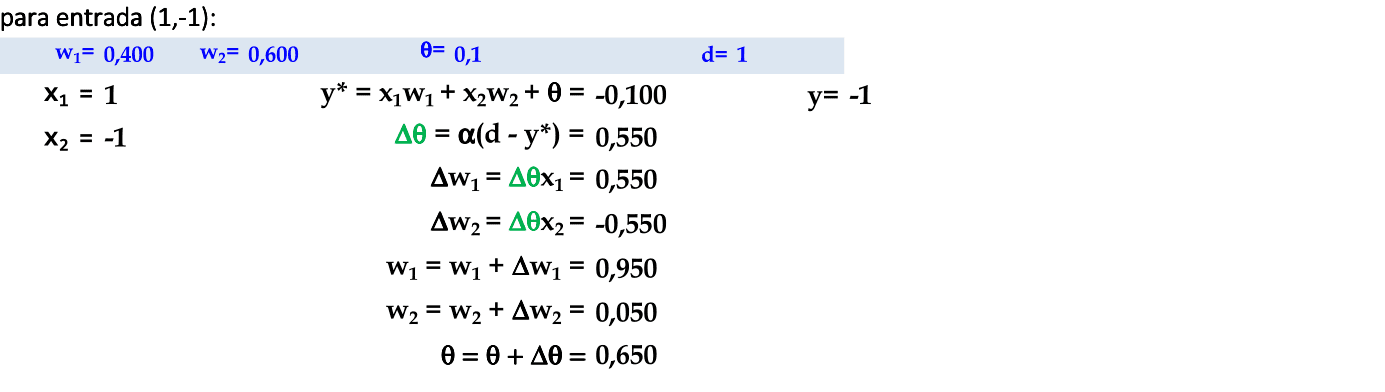 para entrada (1,-1):
w₁= 0,400 w₂= 0,600 θ= 0,1 d= 1
x₁ = 1 y* = x₁w₁ + x₂w₂ + θ = -0,100 y= -1
x₂ = -1 Δθ = α(d - y*) = 0,550
Δw₁ = Δθx₁ = 0,550
Δw₂ = Δθx₂ = -0,550
w₁ = w₁ + Δw₁ = 0,950
w₂ = w₂ + Δw₂ = 0,050
θ = θ + Δθ = 0,650